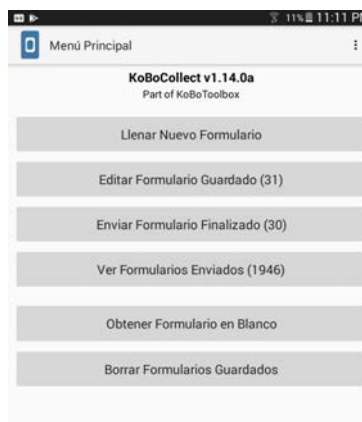 11% 11:11 PM
Menú Principal
KoBoCollect v1.14.0a
Part of KoBoToolbox
Llenar Nuevo Formulario
Editar Formulario Guardado (31)
Enviar Formulario Finalizado (30)
Ver Formularios Enviados (1946)
Obtener Formulario en Blanco
Borrar Formularios Guardados